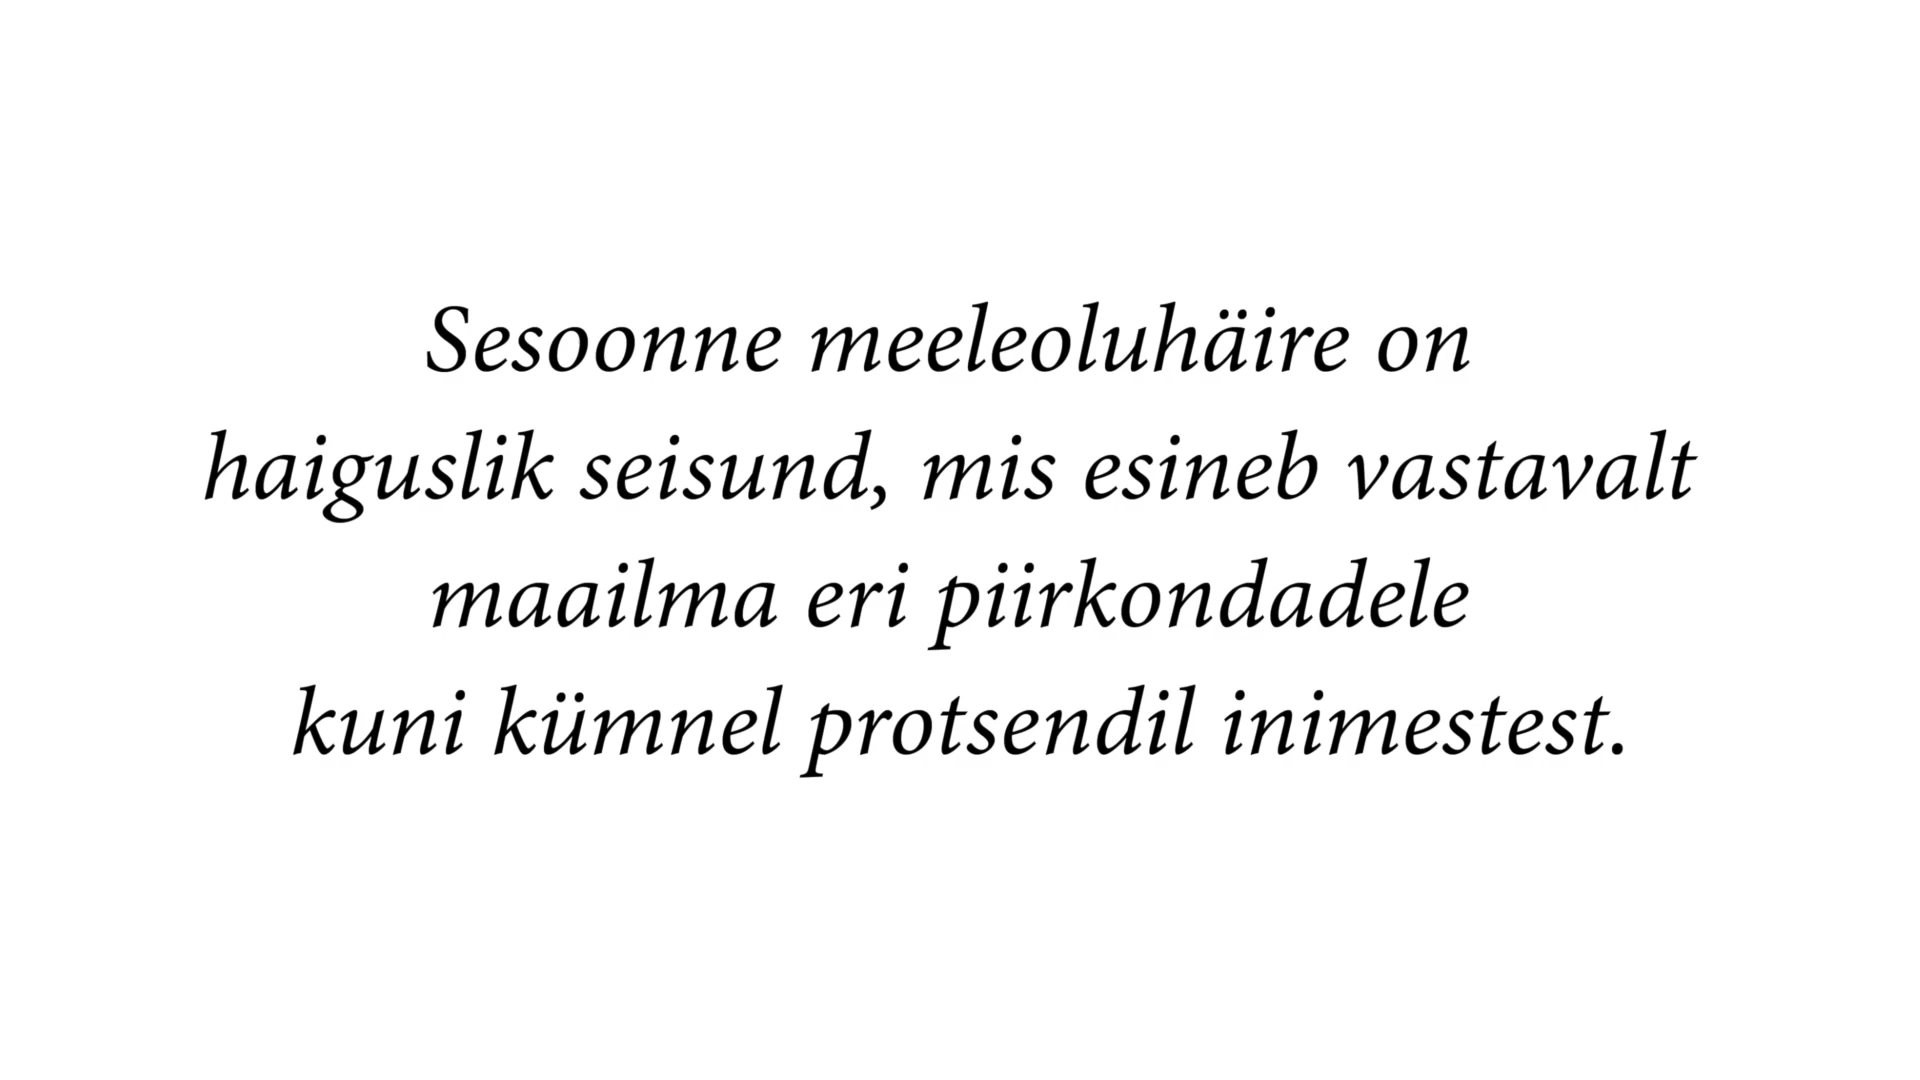 Sesoonne meeleoluhäire on
haiguslik seisund, mis esineb vastavalt
maailma eri piirkondadele
kuni kümnel protsendil inimestest.